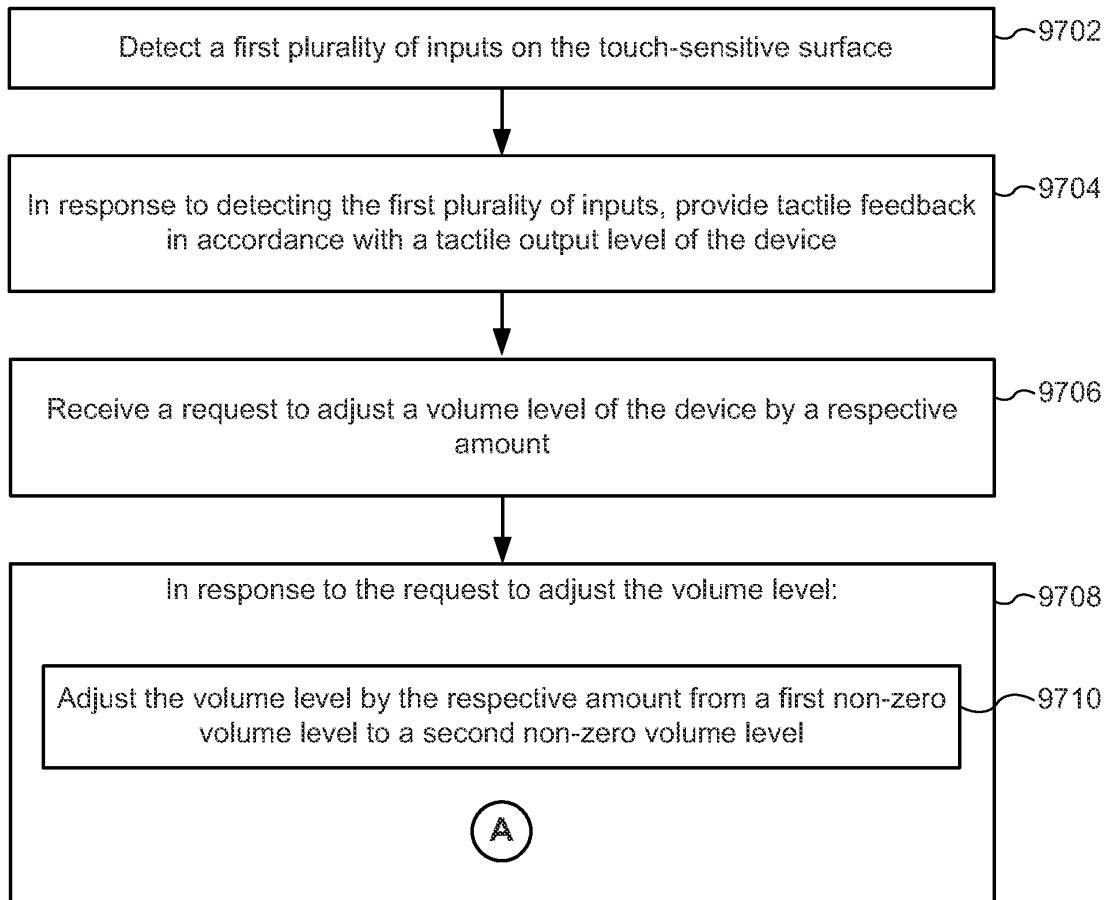 Detect a first plurality of inputs on the touch-sensitive surface
9702
In response to detecting the first plurality of inputs, provide tactile feedback
in accordance with a tactile output level of the device
9704
Receive a request to adjust a volume level of the device by a respective
amount
9706
In response to the request to adjust the volume level:
9708
Adjust the volume level by the respective amount from a first non-zero
volume level to a second non-zero volume level
9710
A